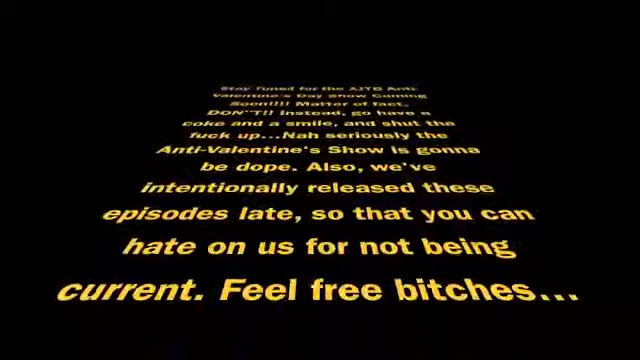 Stay Tuned for the AJTB Anti-
Valentine's Day Show Coming
Soon!!!! Matter of fact,
DON'T!! Instead, go have a
coke and a smile, and shut the
fuck up...Nah seriously the
Anti-Valentine's Show is gonna
be dope. Also, we've
intentionally released these
episodes late, so that you can
hate on us for not being
current. Feel free bitches...